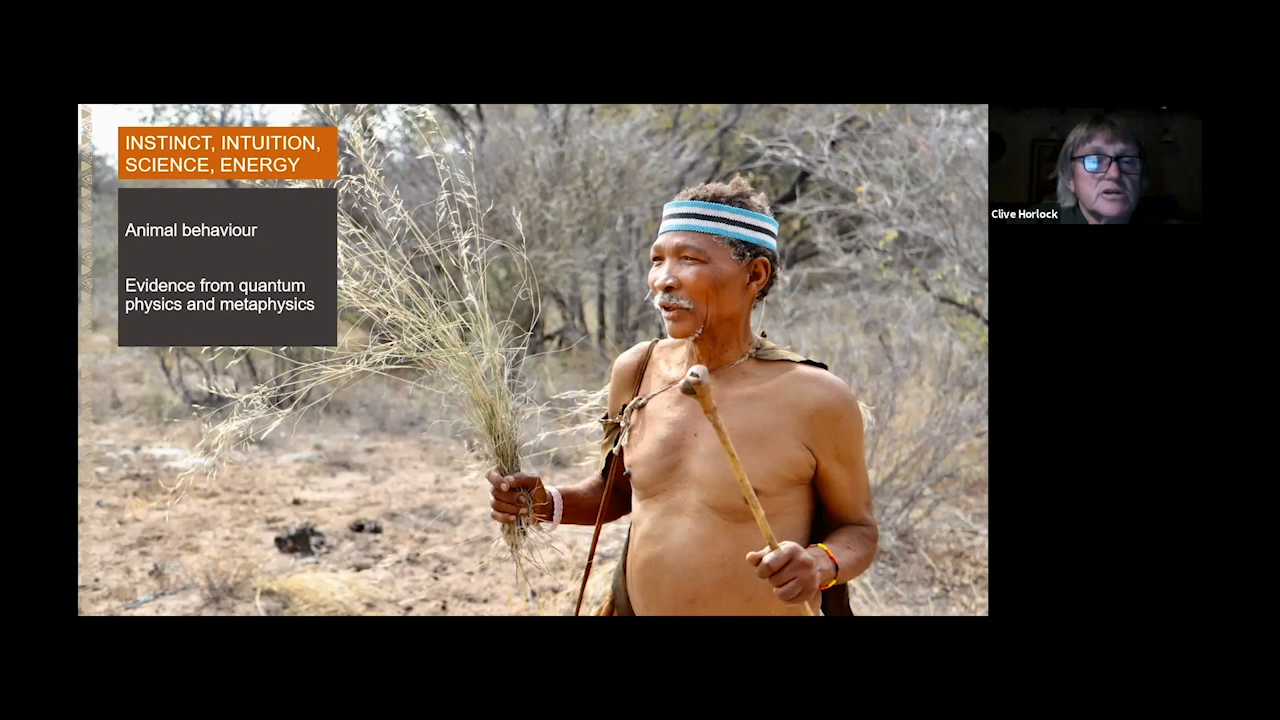 INSTINCT, INTUITION,
SCIENCE, ENERGY
Animal behaviour
Evidence from quantum
physics and metaphysics
Clive Horlock